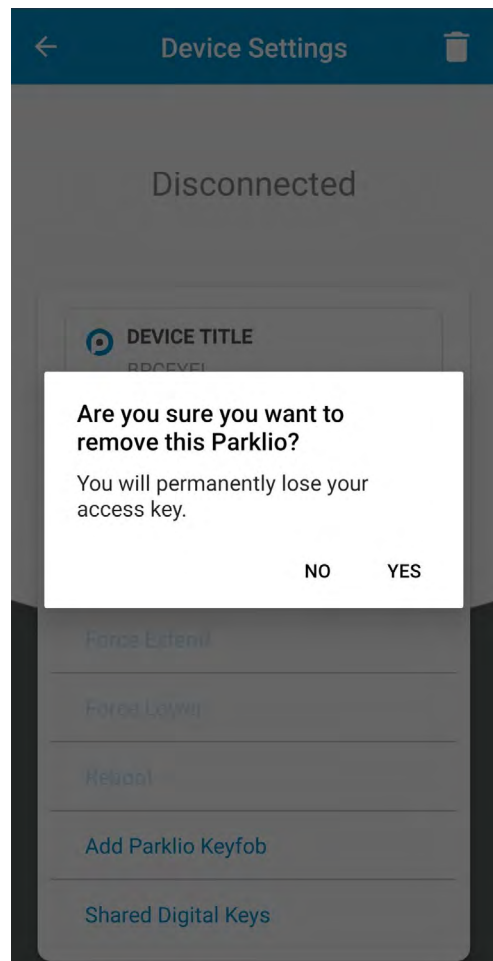 Device Settings
Disconnected
DEVICE TITLE
Are you sure you want to
remove this Parklio?
You will permanently lose your
access key.
NO YES
Force Extend
Force Lower
Reboot
Add Parklio Keyfob
Shared Digital Keys